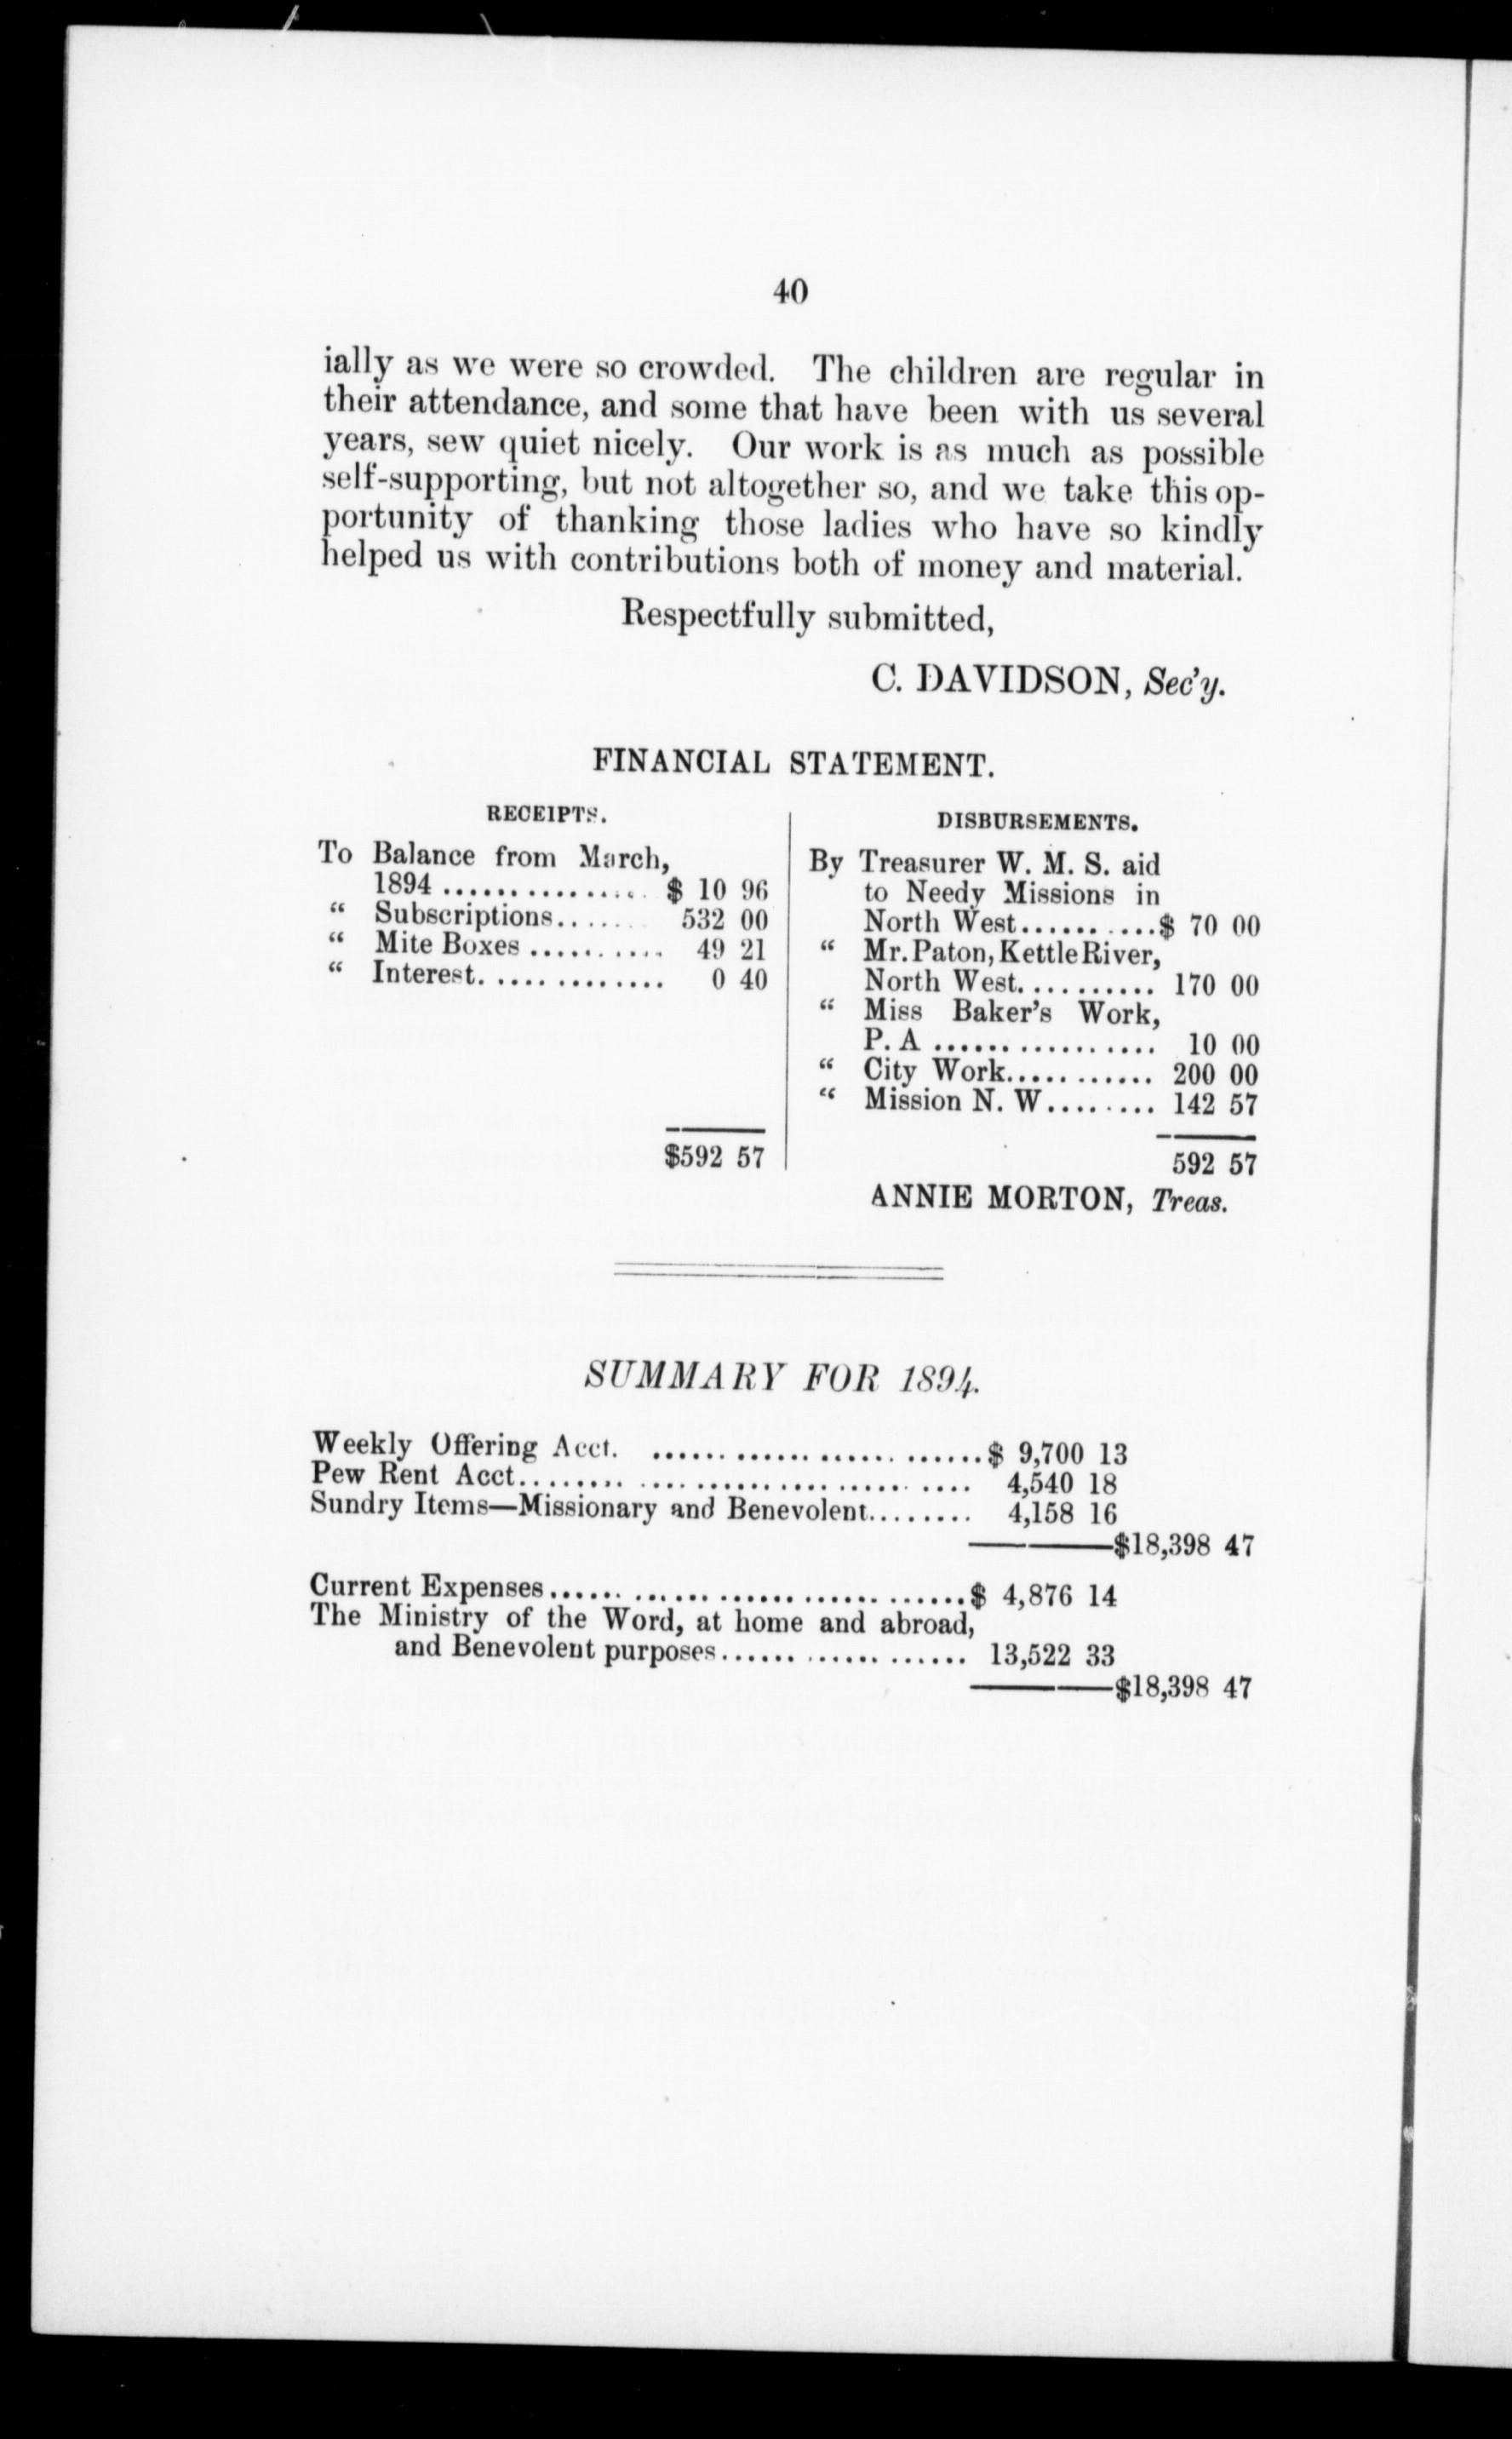 40
ially as we were so crowded. The children are regular in
their attendance, and some that have been with us several
years, sew quiet nicely. Our work is as much as possible
self-supporting, but not altogether so, and we take this op-
portunity of thanking those ladies who have so kindly
helped us with contributions both of money and material.
Respectfully submitted,
C. DAVIDSON, Sec'y.
FINANCIAL STATEMENT.
RECEIPTS.
To Balance from March,
1894 ................ $ 10 96
" Subscriptions....... 532 00
" Mite Boxes ........... 49 21
" Interest. ............. 0 40
$592 57
DISBURSEMENTS.
By Treasurer W. M. S. aid
to Needy Missions in
North West..........$ 70 00
" Mr. Paton, Kettle River,
North West.......... 170 00
" Miss Baker's Work,
P. A ................. 10 00
" City Work............ 200 00
" Mission N. W......... 142 57
592 57
ANNIE MORTON, Treas.
SUMMARY FOR 1894.
Weekly Offering Acct. ..............................$ 9,700 13
Pew Rent Acct.................................... 4,540 18
Sundry Items—Missionary and Benevolent........ 4,158 16
$18,398 47
Current Expenses....................................$ 4,876 14
The Ministry of the Word, at home and abroad,
and Benevolent purposes...................... 13,522 33
$18,398 47